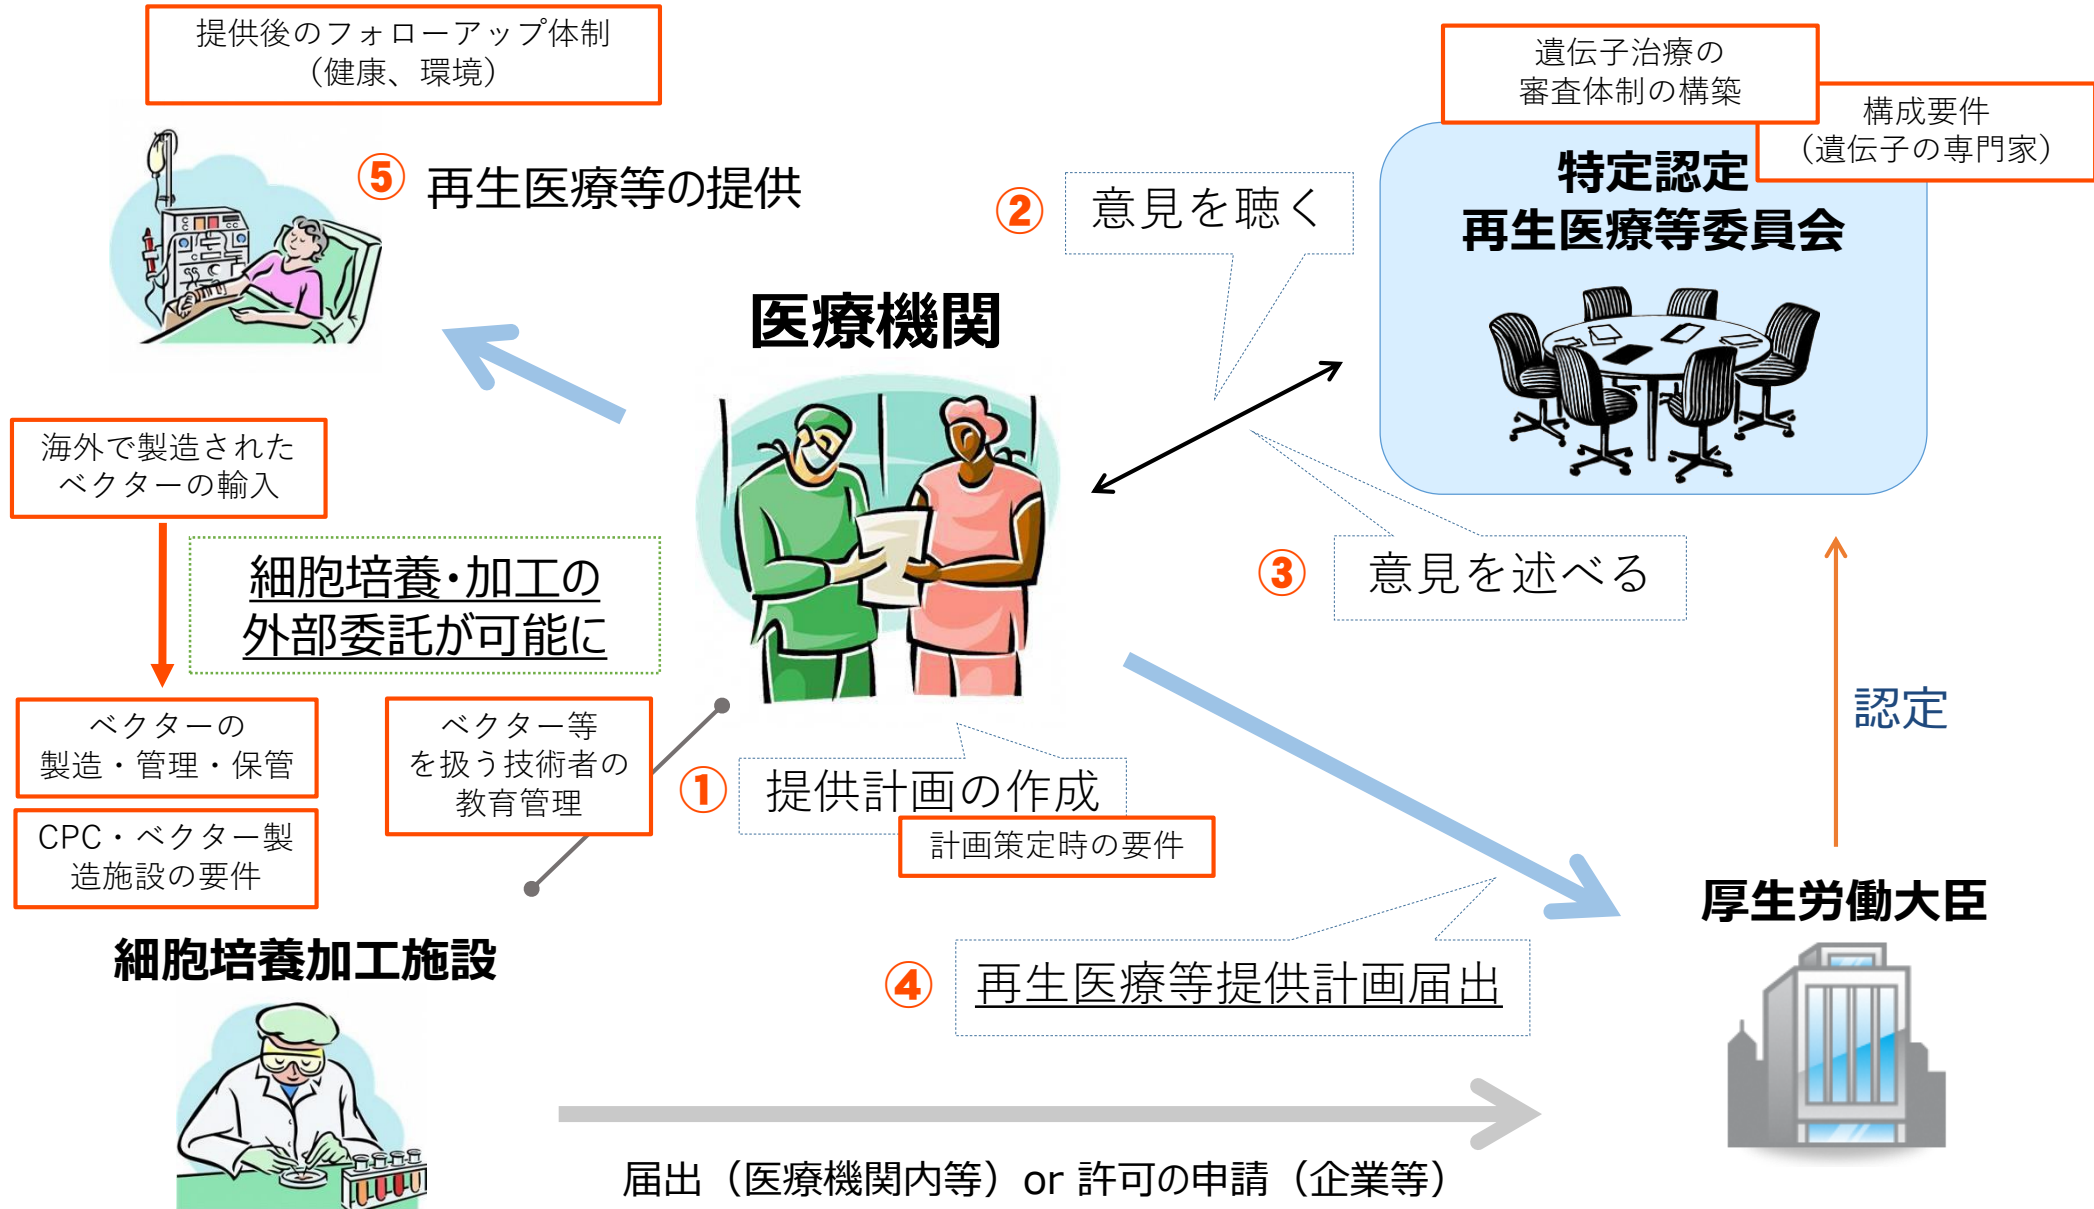 提供後のフォローアップ体制
（健康、環境）
遺伝子治療の
審査体制の構築
構成要件
（遺伝子の専門家）
⑤ 再生医療等の提供
② 意見を聴く
特定認定
再生医療等委員会
医療機関
海外で製造された
ベクターの輸入
細胞培養・加工の
外部委託が可能に
③ 意見を述べる
ベクターの
製造・管理・保管
ベクター等
を扱う技術者の
教育管理
① 提供計画の作成
計画策定時の要件
認定
CPC・ベクター製
造施設の要件
厚生労働大臣
細胞培養加工施設
④ 再生医療等提供計画届出
届出（医療機関内等）or 許可の申請（企業等）